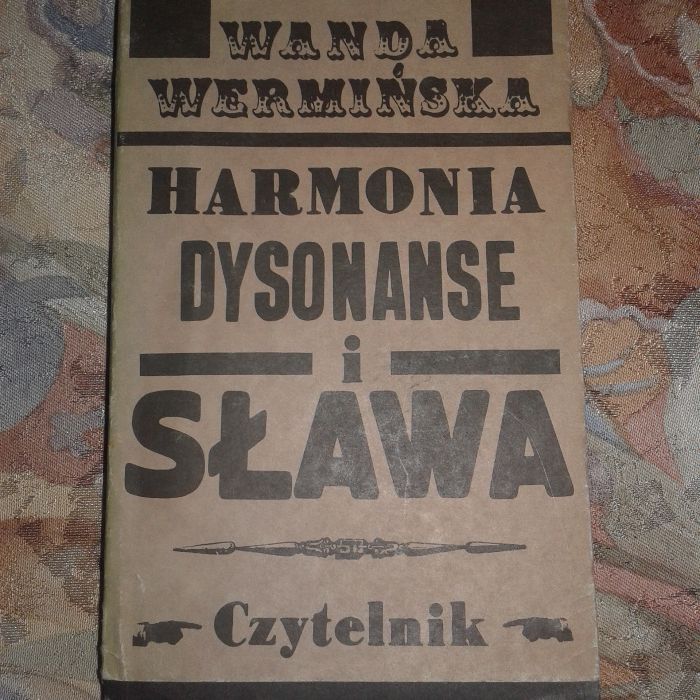 WANDA
WERMIŃSKA
HARMONIA
DYSONANSE
i
SŁAWA
Czytelnik